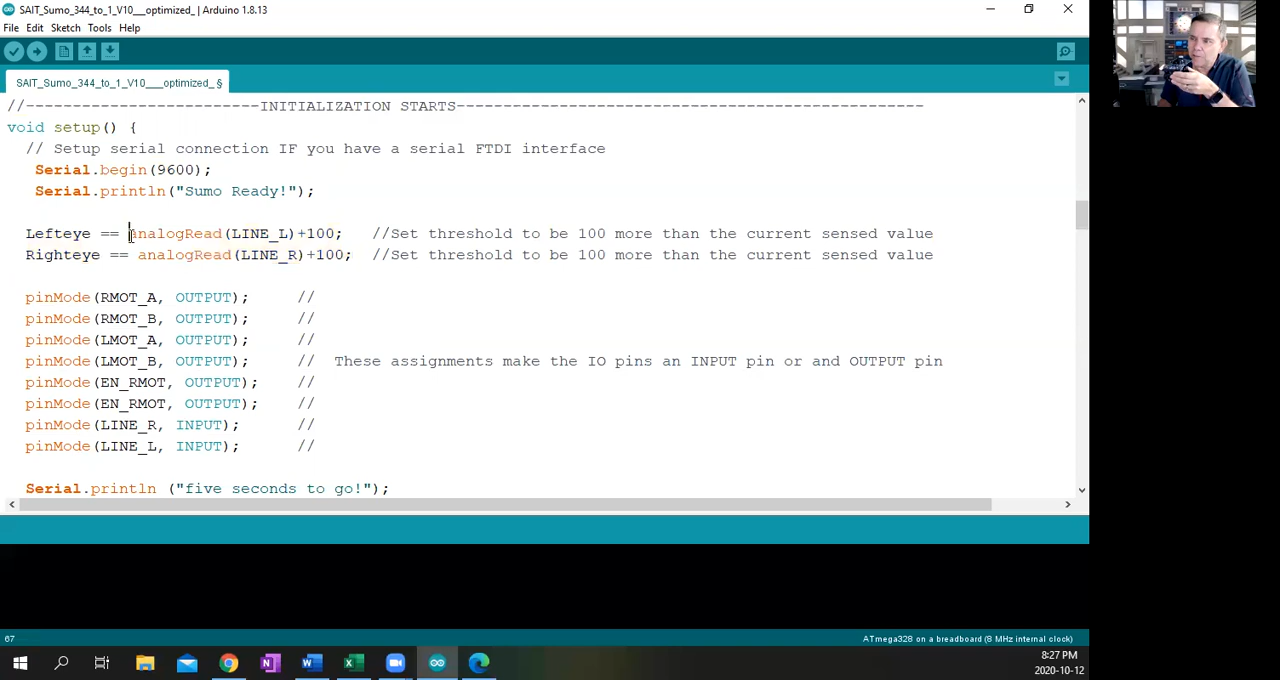 SAIT_Sumo_344_to_1_V10___optimized_ | Arduino 1.8.13
File Edit Sketch Tools Help
SAIT_Sumo_344_to_1_V10___optimized_ §
//-------------------------INITIALIZATION STARTS--------------------------------------------------
void setup() {
// Setup serial connection IF you have a serial FTDI interface
Serial.begin(9600);
Serial.println("Sumo Ready!");
Lefteye == analogRead(LINE_L)+100; //Set threshold to be 100 more than the current sensed value
Righteye == analogRead(LINE_R)+100; //Set threshold to be 100 more than the current sensed value
pinMode(RMOT_A, OUTPUT); //
pinMode(RMOT_B, OUTPUT); //
pinMode(LMOT_A, OUTPUT); //
pinMode(LMOT_B, OUTPUT); // These assignments make the IO pins an INPUT pin or and OUTPUT pin
pinMode(EN_RMOT, OUTPUT); //
pinMode(EN_RMOT, OUTPUT); //
pinMode(LINE_R, INPUT); //
pinMode(LINE_L, INPUT); //
Serial.println ("five seconds to go!");
67 ATmega328 on a breadboard (8 MHz internal clock)
8:27 PM
2020-10-12